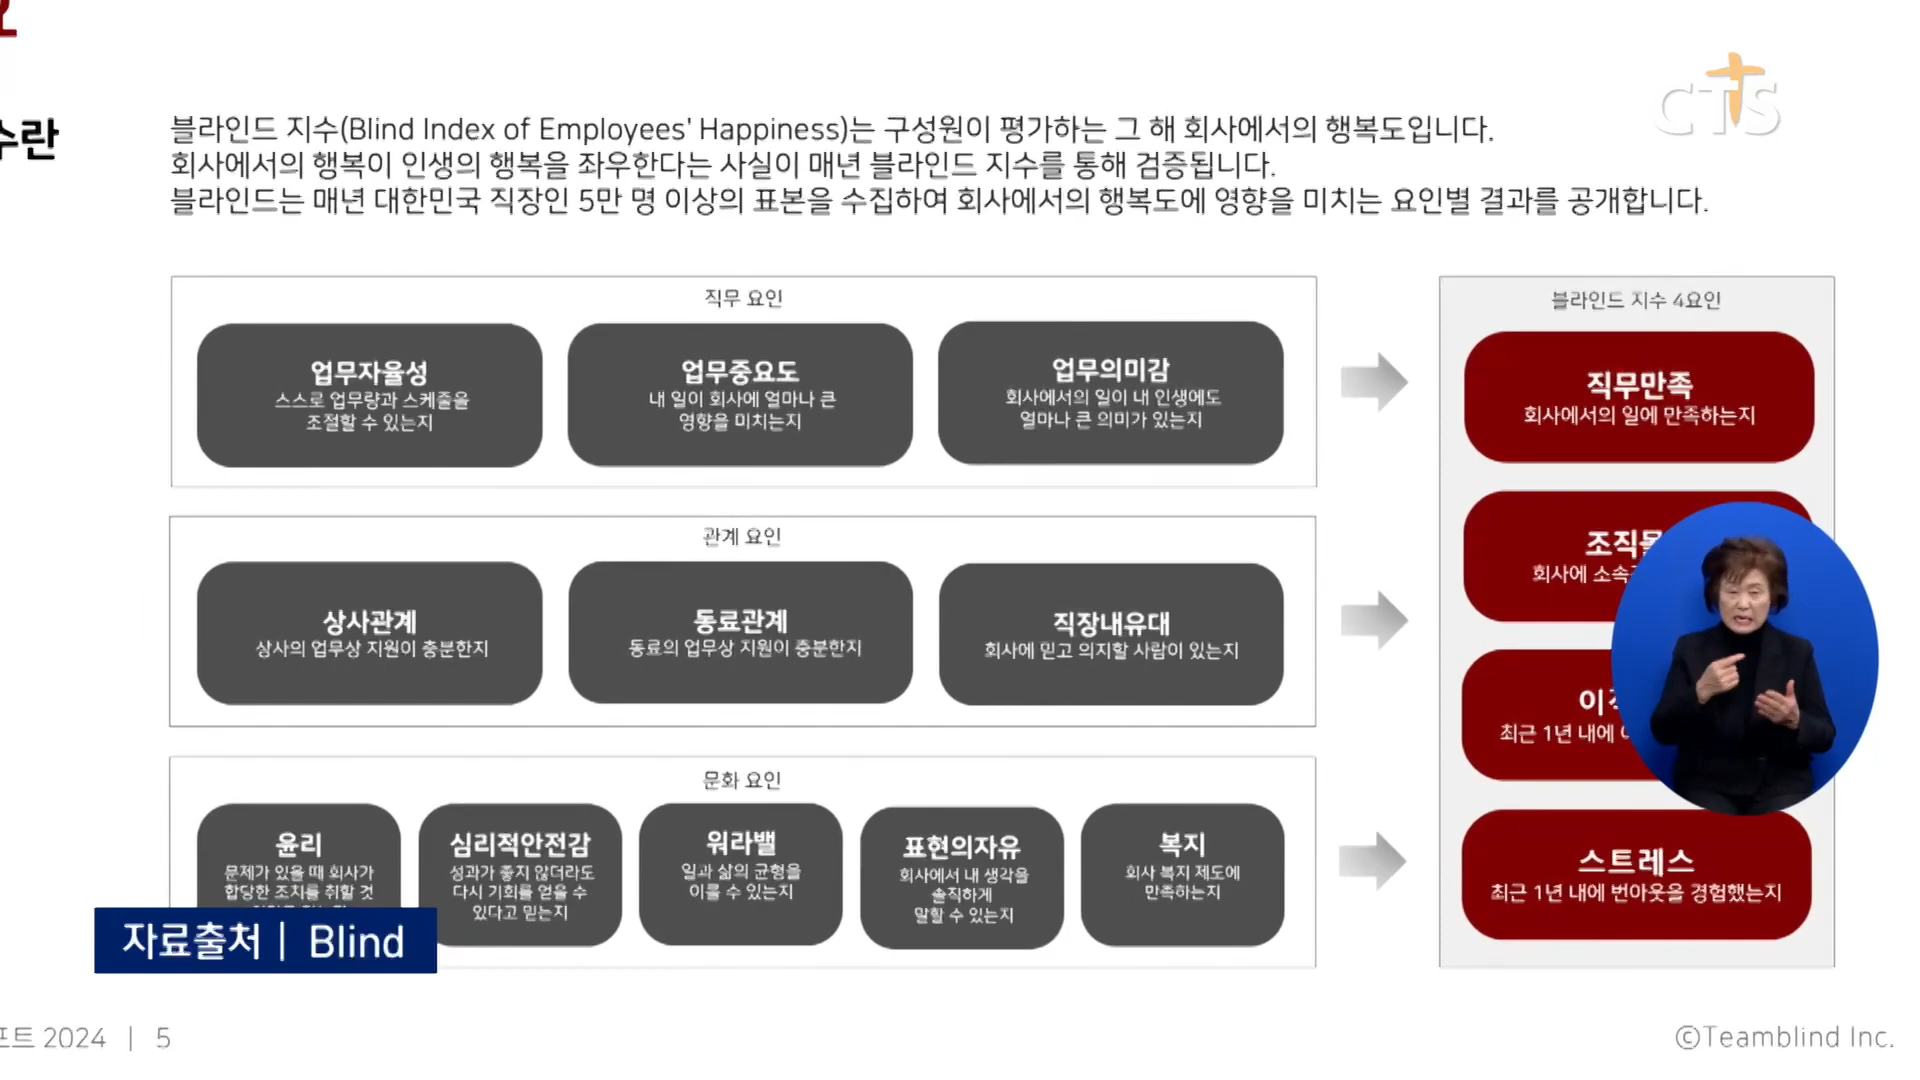 수란
블라인드 지수(Blind Index of Employees' Happiness)는 구성원이 평가하는 그 해 회사에서의 행복도입니다.
회사에서의 행복이 인생의 행복을 좌우한다는 사실이 매년 블라인드 지수를 통해 검증됩니다.
블라인드는 매년 대한민국 직장인 5만 명 이상의 표본을 수집하여 회사에서의 행복도에 영향을 미치는 요인별 결과를 공개합니다.
CTS
직무 요인
업무자율성
스스로 업무량과 스케줄을
조절할 수 있는지
업무중요도
내 일이 회사에 얼마나 큰
영향을 미치는지
업무의미감
회사에서의 일이 내 인생에도
얼마나 큰 의미가 있는지
관계 요인
상사관계
상사의 업무상 지원이 충분한지
동료관계
동료의 업무상 지원이 충분한지
직장내유대
회사에 믿고 의지할 사람이 있는지
문화 요인
윤리
문제가 있을 때 회사가
합당한 조치를 취할 것
심리적안전감
성과가 좋지 않더라도
다시 기회를 얻을 수
있다고 믿는지
워라밸
일과 삶의 균형을
이룰 수 있는지
표현의자유
회사에서 내 생각을
솔직하게
말할 수 있는지
복지
회사 복지 제도에
만족하는지
블라인드 지수 4요인
직무만족
회사에서의 일에 만족하는지
조직
회사에 소속
이직
최근 1년 내에
스트레스
최근 1년 내에 번아웃을 경험했는지
자료출처 | Blind
포트 2024 | 5
©Teamblind Inc.